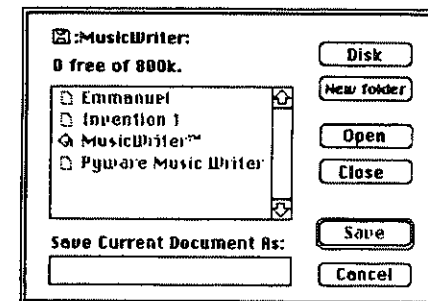 :MusicWriter:
0 free of 800k.
Emmanuel
Invention 1
MusicWriter™
Pyware Music Writer
Save Current Document As:
Disk
New folder
Open
Close
Save
Cancel